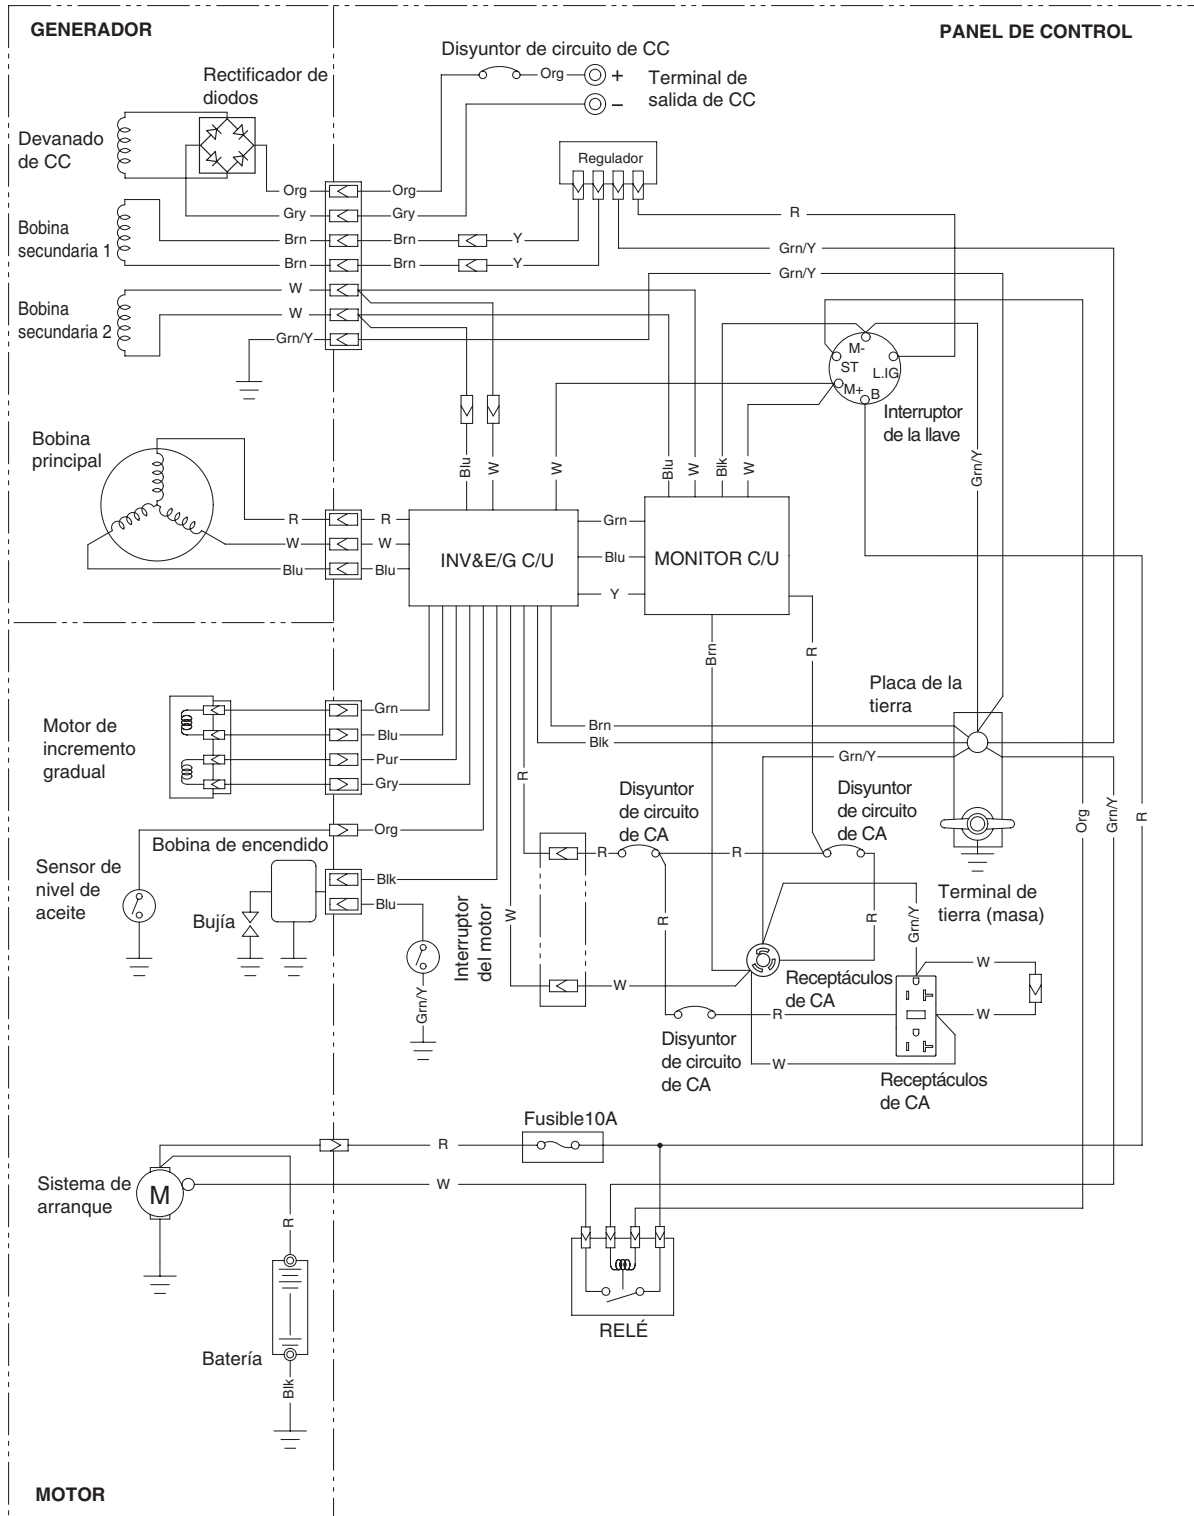 GENERADOR
PANEL DE CONTROL
Disyuntor de circuito de CC
Rectificador de
diodos
Org
+
−
Terminal de
salida de CC
Devanado
de CC
Regulador
Org
Org
Gry
Gry
R
Bobina
secundaria 1
Brn
Brn
Y
Grn/Y
Brn
Brn
Y
Grn/Y
W
Bobina
secundaria 2
W
Grn/Y
M-
ST
L.IG
M+
B
Interruptor
de la llave
Bobina
principal
Blu
W
W
Blu
W
Blk
W
Grn/Y
R
R
W
W
Blu
Blu
INV&E/G C/U
Grn
Blu
Y
MONITOR C/U
Brn
R
Placa de la
tierra
Motor de
incremento
gradual
Grn
Blu
Pur
Gry
Brn
Blk
Grn/Y
R
Disyuntor
de circuito
de CA
Disyuntor
de circuito
de CA
Org
Grn/Y
R
Org
Bobina de encendido
Sensor de
nivel de
aceite
Bujía
Blk
Blu
R
R
Terminal de
tierra (masa)
Interruptor
del motor
W
R
R
Grn/Y
Grn/Y
W
Receptáculos
de CA
W
R
W
Disyuntor
de circuito
de CA
W
Receptáculos
de CA
Fusible10A
R
Sistema de
arranque
M
W
R
RELÉ
Batería
Blk
MOTOR